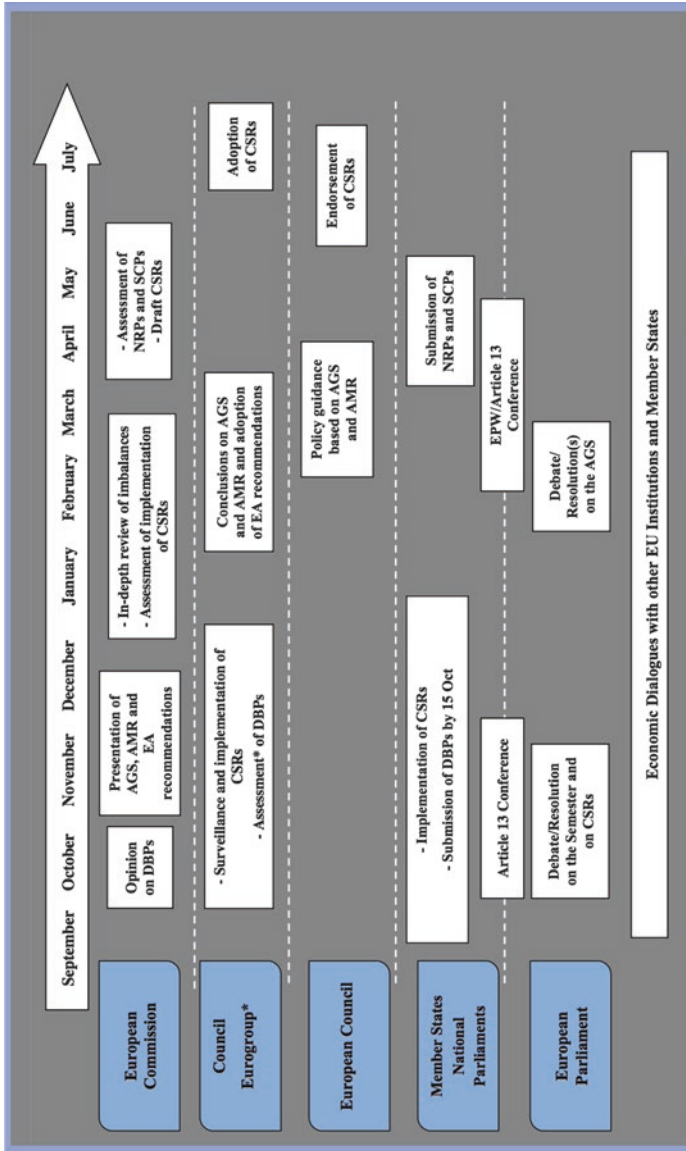 September October November December January February March April May June July
European
Commission
Opinion
on DBPs
Presentation of
AGS, AMR and
EA
recommendations
- In-depth review of imbalances
- Assessment of implementation
of CSRs
- Assessment of
NRPs and SCPs
- Draft CSRs
Council
Eurogroup*
- Surveillance and implementation of
CSRs
- Assessment* of DBPs
Conclusions on AGS
and AMR and adoption
of EA recommendations
Adoption
of CSRs
European Council
Policy guidance
based on AGS
and AMR
Endorsement
of CSRs
Member States
National
Parliaments
- Implementation of CSRs
- Submission of DBPs by 15 Oct
Submission of
NRPs and SCPs
Article 13 Conference
EPW/Article 13
Conference
European
Parliament
Debate/Resolution
on the Semester and
on CSRs
Debate/
Resolution(s)
on the AGS
Economic Dialogues with other EU Institutions and Member States